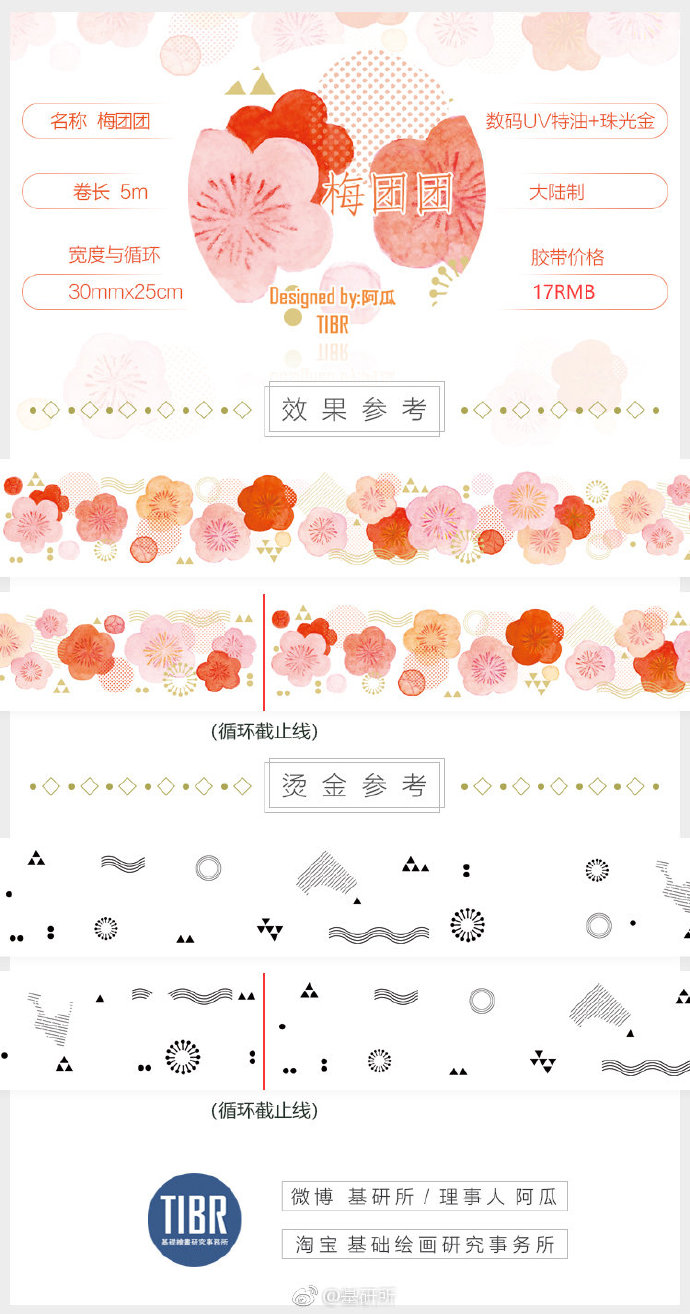 名称 梅团团
数码UV特油+珠光金
卷长 5m
大陆制
宽度与循环
30mmx25cm
胶带价格
17RMB
梅团团
Designed by:阿瓜
TIBR
效果参考
(循环截止线)
烫金参考
(循环截止线)
TIBR
基礎繪畫研究事務所
微博 基研所 / 理事人 阿瓜
淘宝 基础绘画研究事务所
@基研所